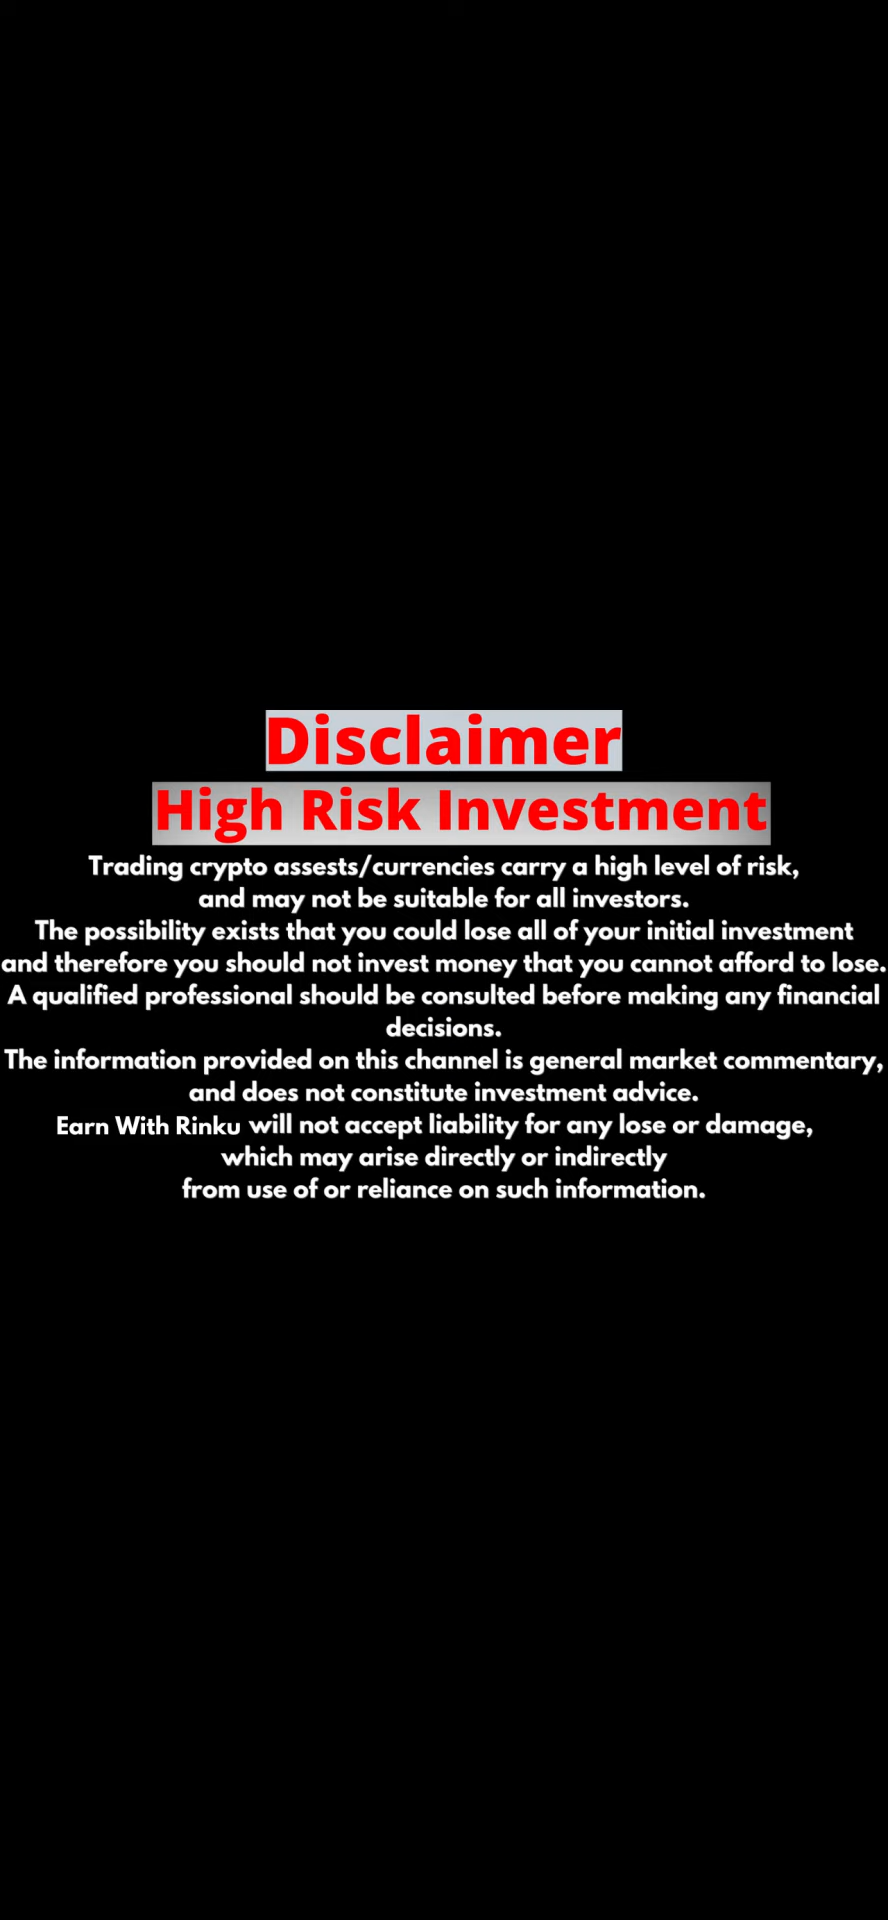 Disclaimer
High Risk Investment
Trading crypto assests/currencies carry a high level of risk,
and may not be suitable for all investors.
The possibility exists that you could lose all of your initial investment
and therefore you should not invest money that you cannot afford to lose.
A qualified professional should be consulted before making any financial
decisions.
The information provided on this channel is general market commentary,
and does not constitute investment advice.
Earn With Rinku will not accept liability for any lose or damage,
which may arise directly or indirectly
from use of or reliance on such information.